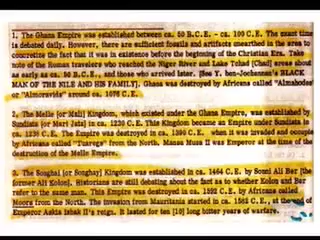 1. The Ghana Empire was established between ca. 50 B.C.E. - ca. 100 C.E. The exact time
is debated daily. However, there are sufficient fossils and artifacts unearthed in the area to
concretize the fact that it was in existence before the beginning of the Christian Era. Take
note of the Roman travelers who reached the Niger River and Lake Tchad [Chad] areas about
as early as ca. 50 B.C.E., and those who arrived later. [See Y. ben-Jochannan's BLACK
MAN OF THE NILE AND HIS FAMILY]. Ghana was destroyed by Africans called "Almahodes"
or "Almoravids" around ca. 1076 C.E.
2. The Melle [or Mali] Kingdom, which existed under the Ghana Empire, was established by
Sundiata [or Mari Jata] in ca. 1230 C.E. This Kingdom became an Empire under Sundiata in
ca. 1236 C.E. The Empire was destroyed in ca. 1390 C.E. when it was invaded and occupied
by Africans called "Tuaregs" from the North. Mansa Musa II was Emperor at the time of
destruction of the Melle Empire.
3. The Songhai [or Songhay] Kingdom was established in ca. 1464 C.E. by Sonni Ali Ber [the
former Ali Kolon]. Historians are still debating about the fact as to whether Kolon and Ber
refer to the same man. This Empire was destroyed in ca. 1592 C.E. by Africans called
Moors from the North. The invasion from Mauritania started in ca. 1582 C.E., at the of
Emperor Askia Ishak II's reign. It lasted for ten [10] long bitter years of warfare.